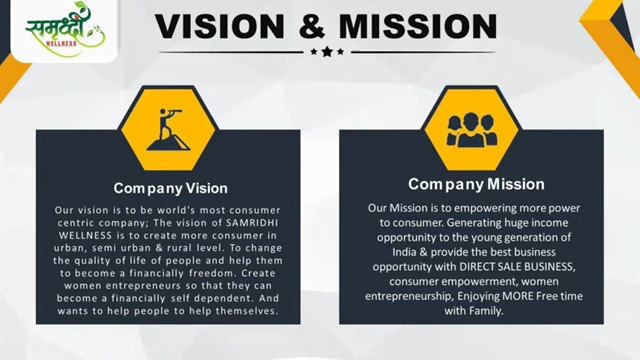 समृध्दी
WELLNESS
VISION & MISSION
Company Vision
Our vision is to be world's most consumer
centric company; The vision of SAMRIDHI
WELLNESS is to create more consumer in
urban, semi urban & rural level. To change
the quality of life of people and help them
to become a financially freedom. Create
women entrepreneurs so that they can
become a financially self dependent. And
wants to help people to help themselves.
Company Mission
Our Mission is to empowering more power
to consumer. Generating huge income
opportunity to the young generation of
India & provide the best business
opportunity with DIRECT SALE BUSINESS,
consumer empowerment, women
entrepreneurship, Enjoying MORE Free time
with Family.